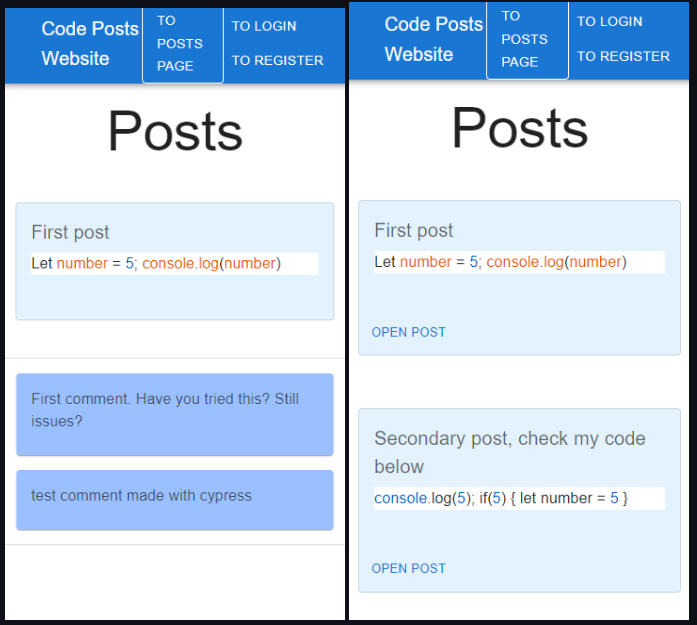 Code Posts
Website
TO
POSTS
PAGE
TO LOGIN
TO REGISTER
Posts
First post
Let number = 5; console.log(number)
First comment. Have you tried this? Still
issues?
test comment made with cypress
Code Posts
Website
TO
POSTS
PAGE
TO LOGIN
TO REGISTER
Posts
First post
Let number = 5; console.log(number)
OPEN POST
Secondary post, check my code
below
console.log(5); if(5) { let number = 5 }
OPEN POST